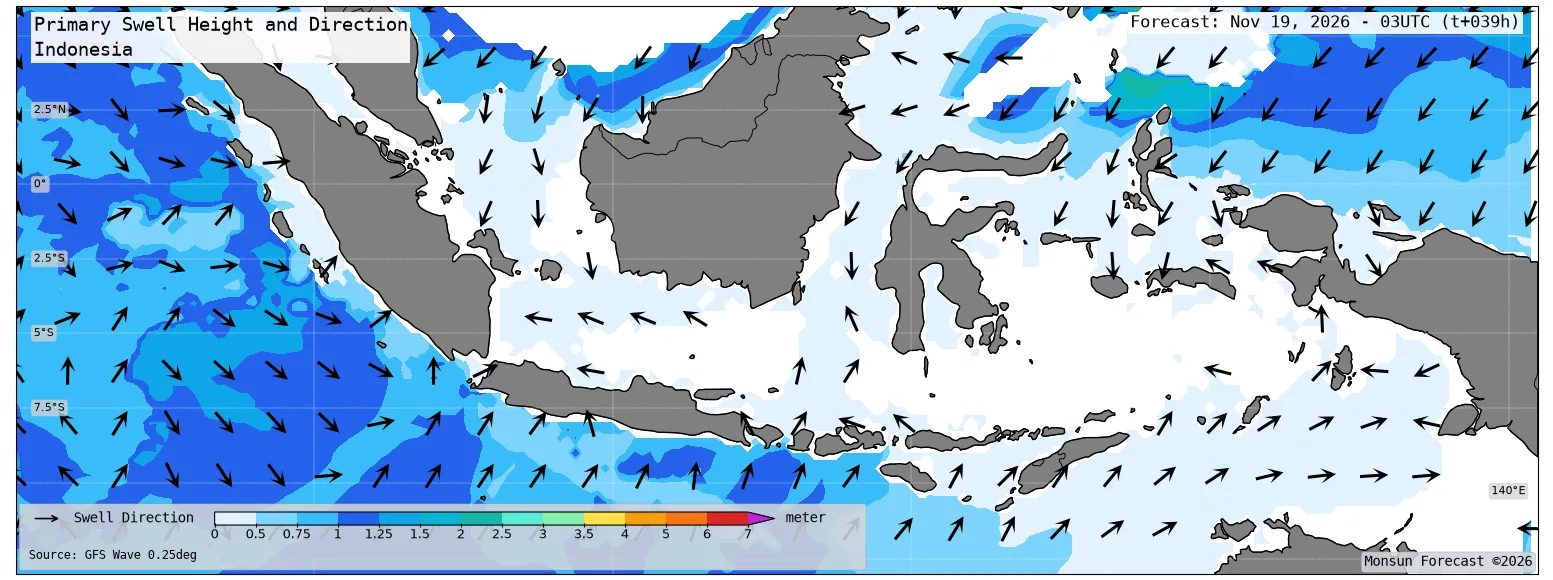 Primary Swell Height and Direction
Indonesia
Forecast: Nov 19, 2026 - 03UTC (t+039h)
2.5°N
0°
2.5°S
5°S
7.5°S
140°E
Swell Direction
0 0.5 0.75 1 1.25 1.5 2 2.5 3 3.5 4 5 6 7
meter
Source: GFS Wave 0.25deg
Monsun Forecast ©2026